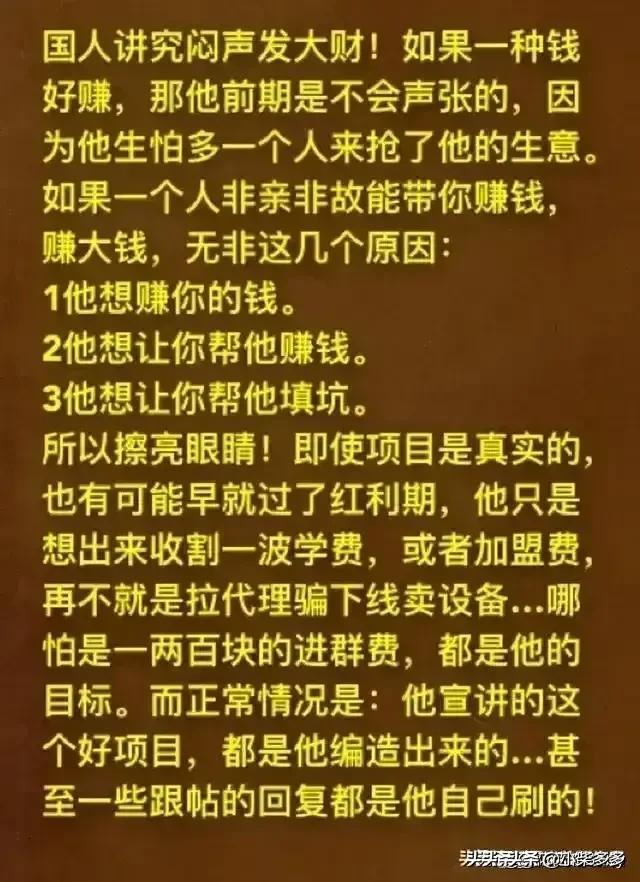 国人讲究闷声发大财！如果一种钱
好赚，那他前期是不会声张的，因
为他生怕多一个人来抢了他的生意。
如果一个人非亲非故能带你赚钱，
赚大钱，无非这几个原因：
1他想赚你的钱。
2他想让你帮他赚钱。
3他想让你帮他填坑。
所以擦亮眼睛！即使项目是真实的，
也有可能早就过了红利期，他只是
想出来收割一波学费，或者加盟费，
再不就是拉代理骗下线卖设备...哪
怕是一两百块的进群费，都是他的
目标。而正常情况是：他宣讲的这
个好项目，都是他编造出来的...甚
至一些跟帖的回复都是他自己刷的！